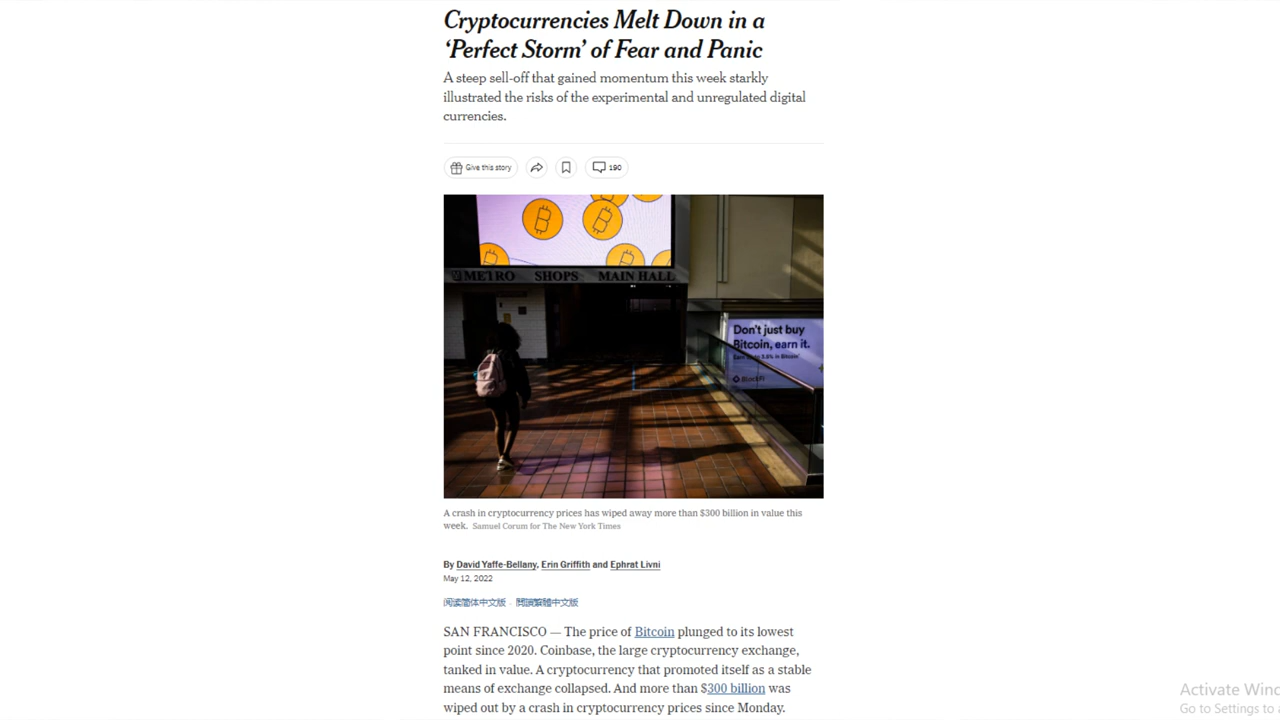 Cryptocurrencies Melt Down in a
‘Perfect Storm’ of Fear and Panic
A steep sell-off that gained momentum this week starkly
illustrated the risks of the experimental and unregulated digital
currencies.
Give this story
190
METRO SHOPS MAIN HALL
Don't just buy
Bitcoin, earn it.
BlockFi
A crash in cryptocurrency prices has wiped away more than $300 billion in value this
week. Samuel Corum for The New York Times
By David Yaffe-Bellany, Erin Griffith and Ephrat Livni
May 12, 2022
阅读简体中文版 · 閱讀繁體中文版
SAN FRANCISCO — The price of Bitcoin plunged to its lowest
point since 2020. Coinbase, the large cryptocurrency exchange,
tanked in value. A cryptocurrency that promoted itself as a stable
means of exchange collapsed. And more than $300 billion was
wiped out by a crash in cryptocurrency prices since Monday.
Activate Wind
Go to Settings to a